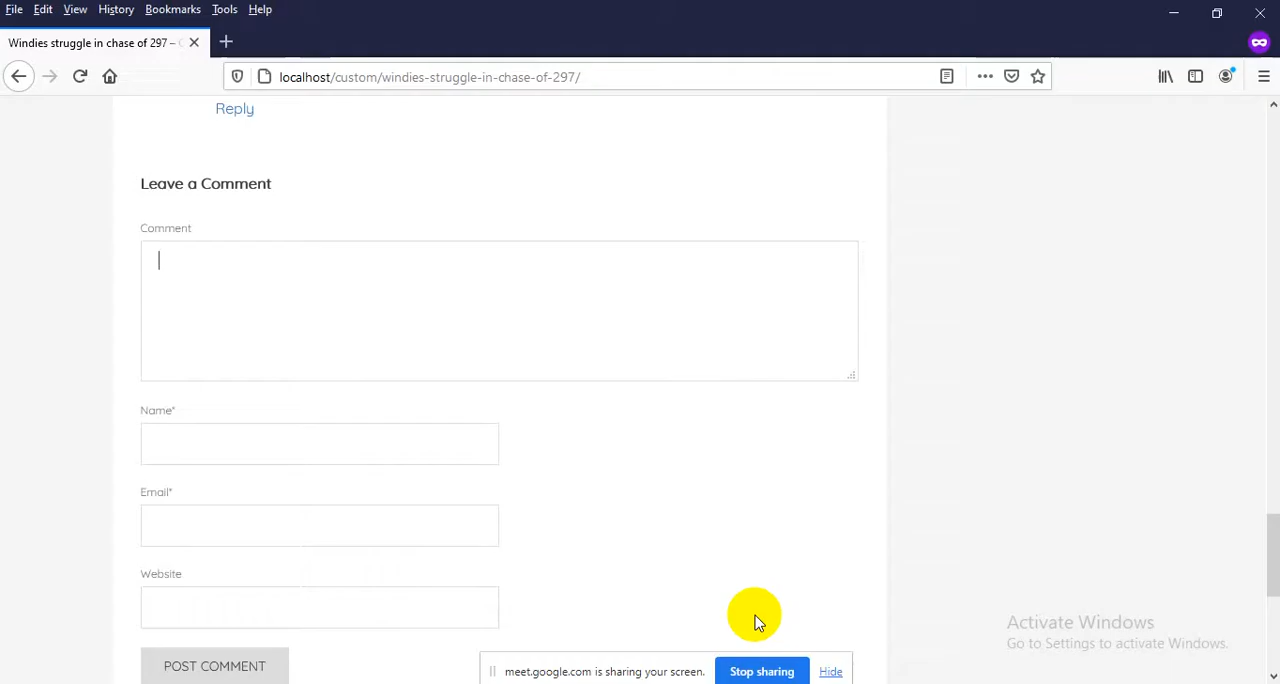 File Edit View History Bookmarks Tools Help
Windies struggle in chase of 297 –
localhost/custom/windies-struggle-in-chase-of-297/
Reply
Leave a Comment
Comment
Name*
Email*
Website
POST COMMENT
meet.google.com is sharing your screen. Stop sharing Hide
Activate Windows
Go to Settings to activate Windows.